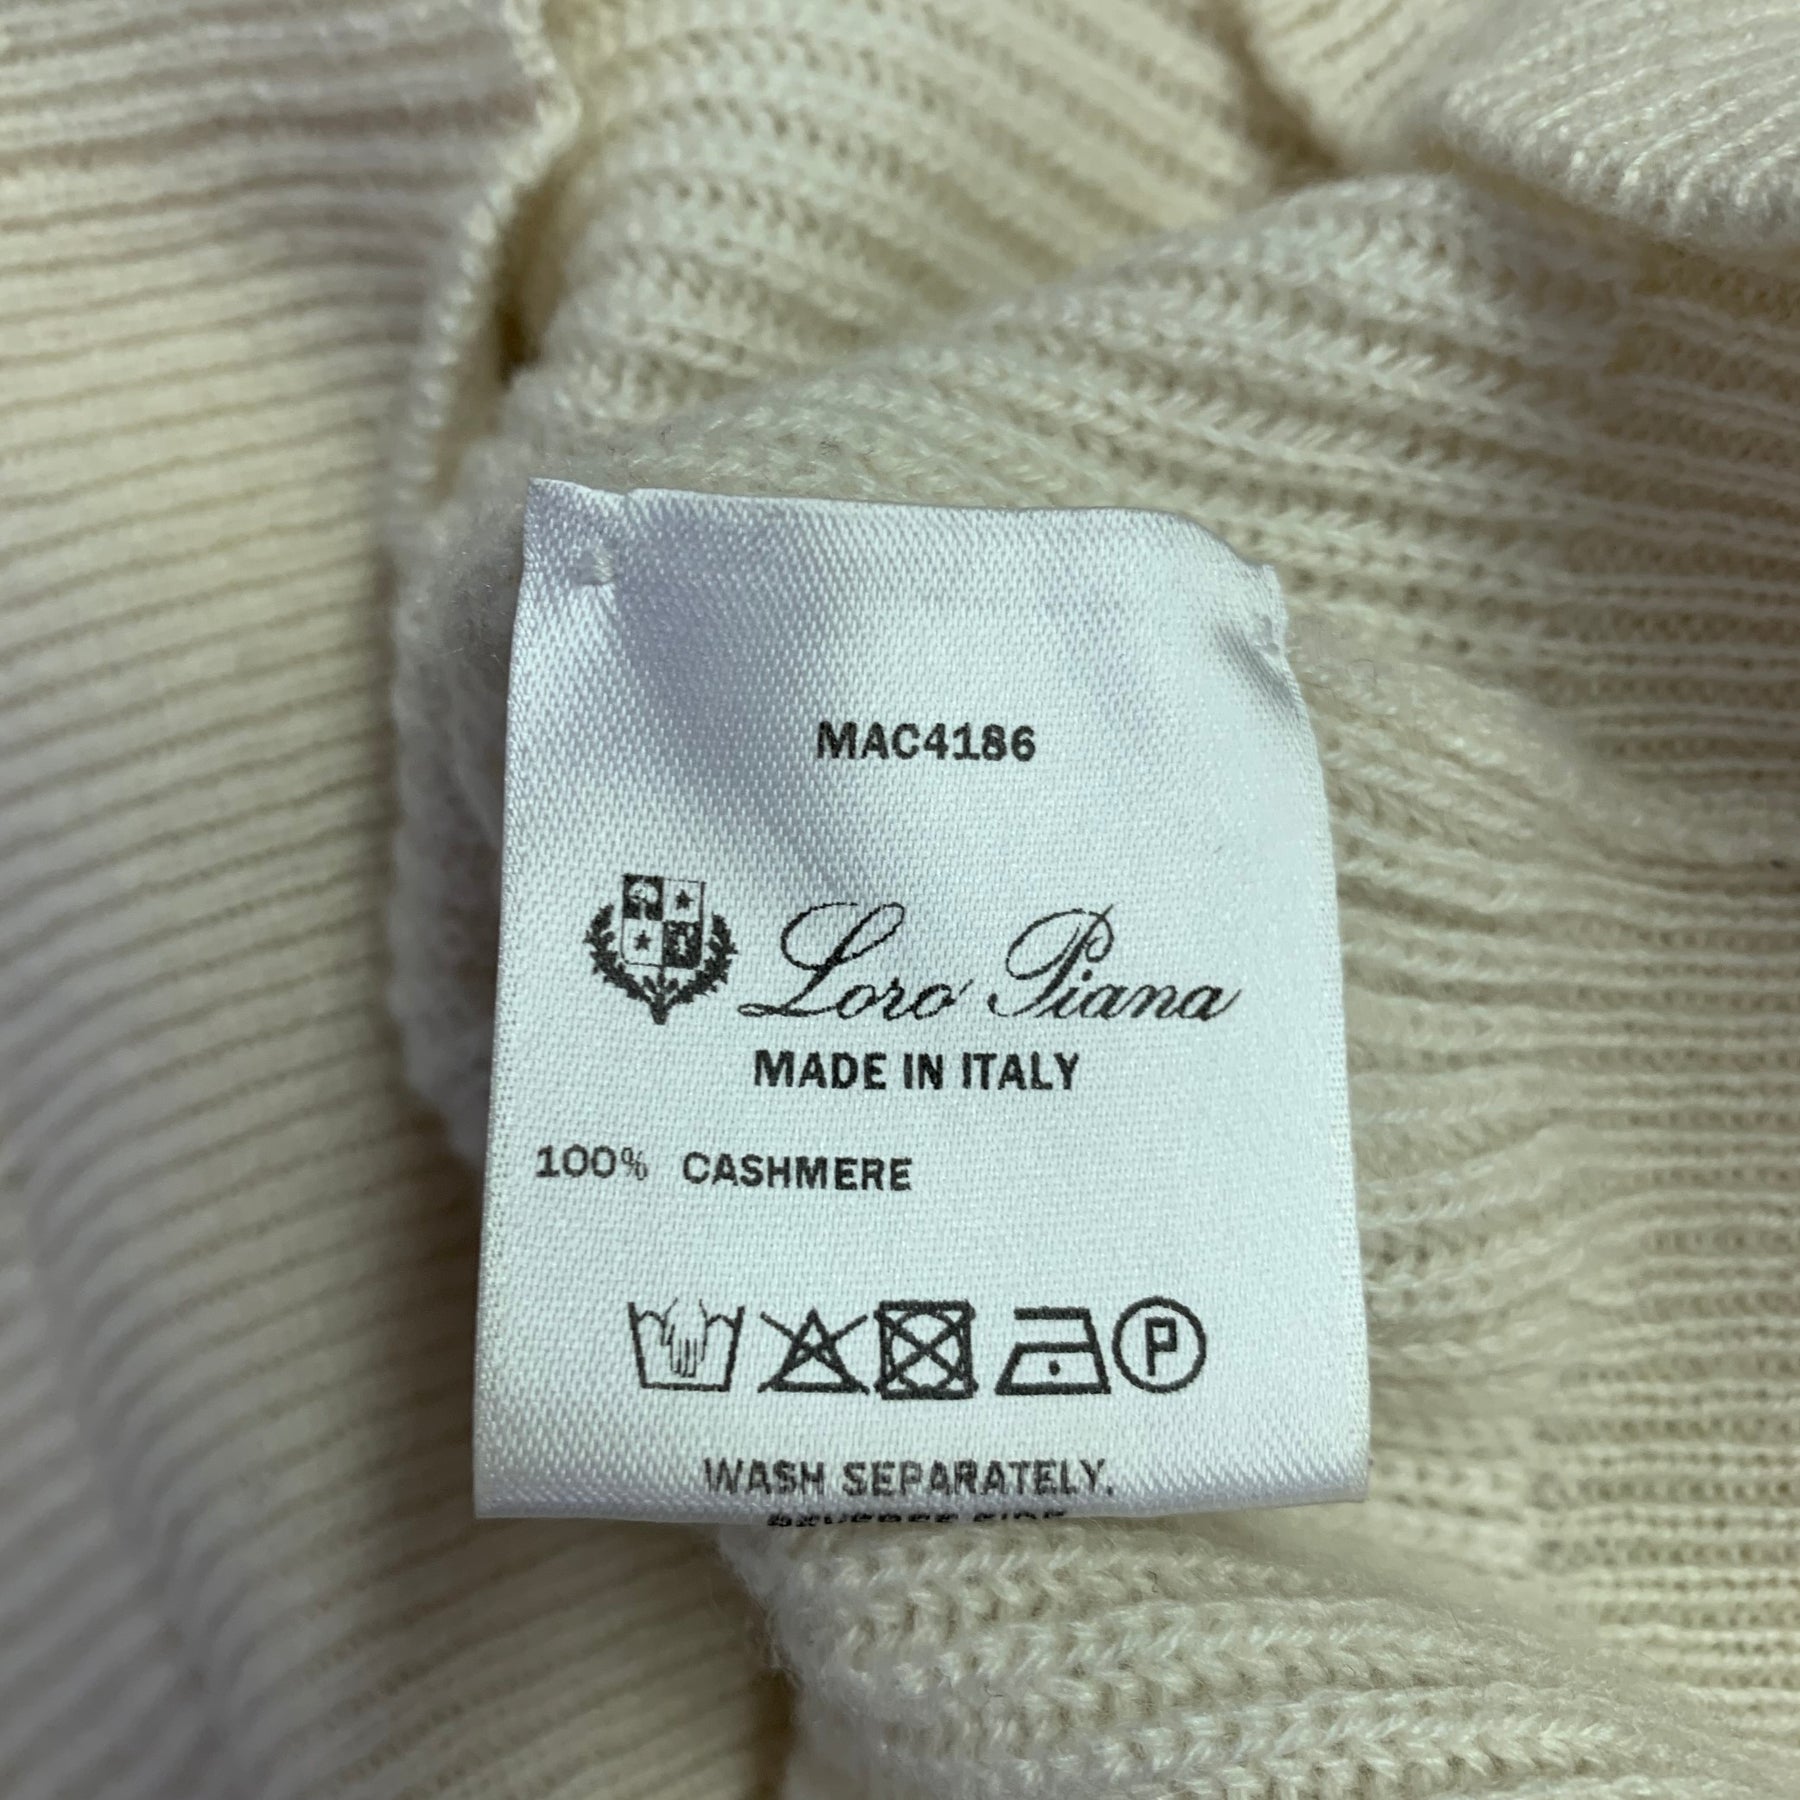 MAC4186
Loro Piana
MADE IN ITALY
100% CASHMERE
P
WASH SEPARATELY.